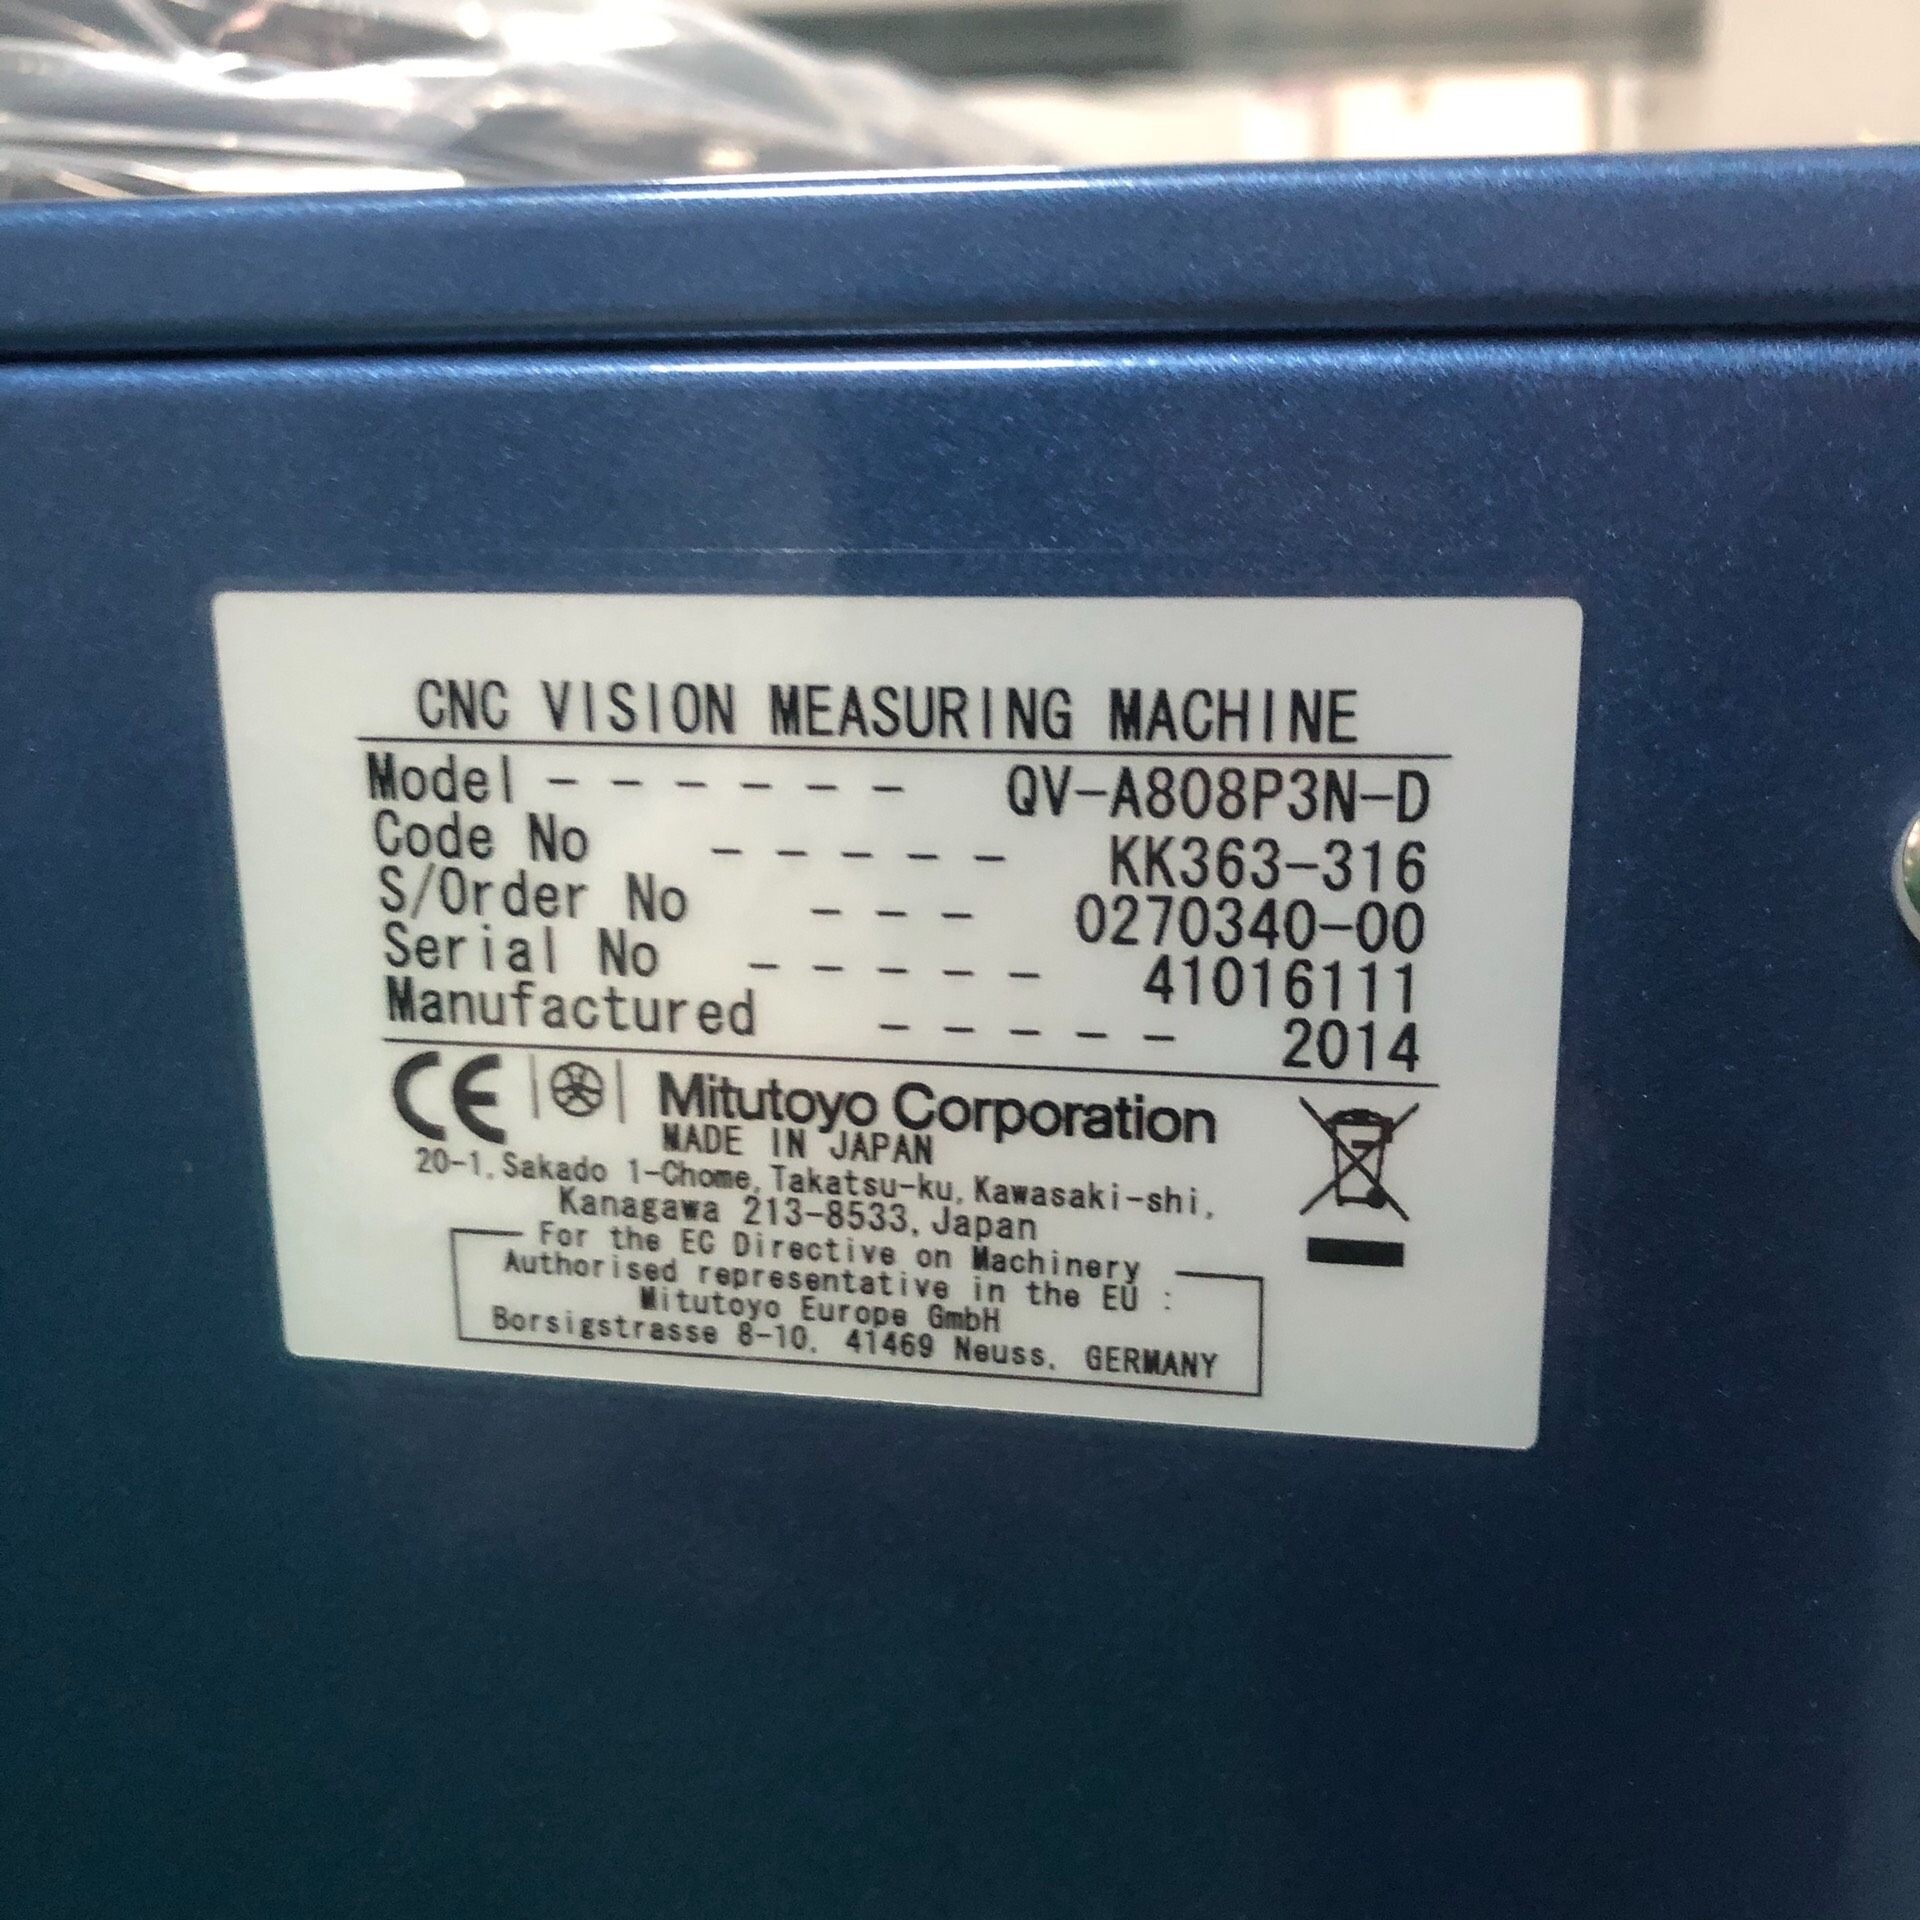 CNC VISION MEASURING MACHINE
Model - - - - - - QV-A808P3N-D
Code No - - - - - KK363-316
S/Order No - - - 0270340-00
Serial No - - - - - 41016111
Manufactured - - - - - 2014
CE Mitutoyo Corporation
MADE IN JAPAN
20-1, Sakado 1-Chome, Takatsu-ku, Kawasaki-shi,
Kanagawa 213-8533, Japan
For the EC Directive on Machinery
Authorised representative in the EU :
Mitutoyo Europe GmbH
Borsigstrasse 8-10, 41469 Neuss, GERMANY